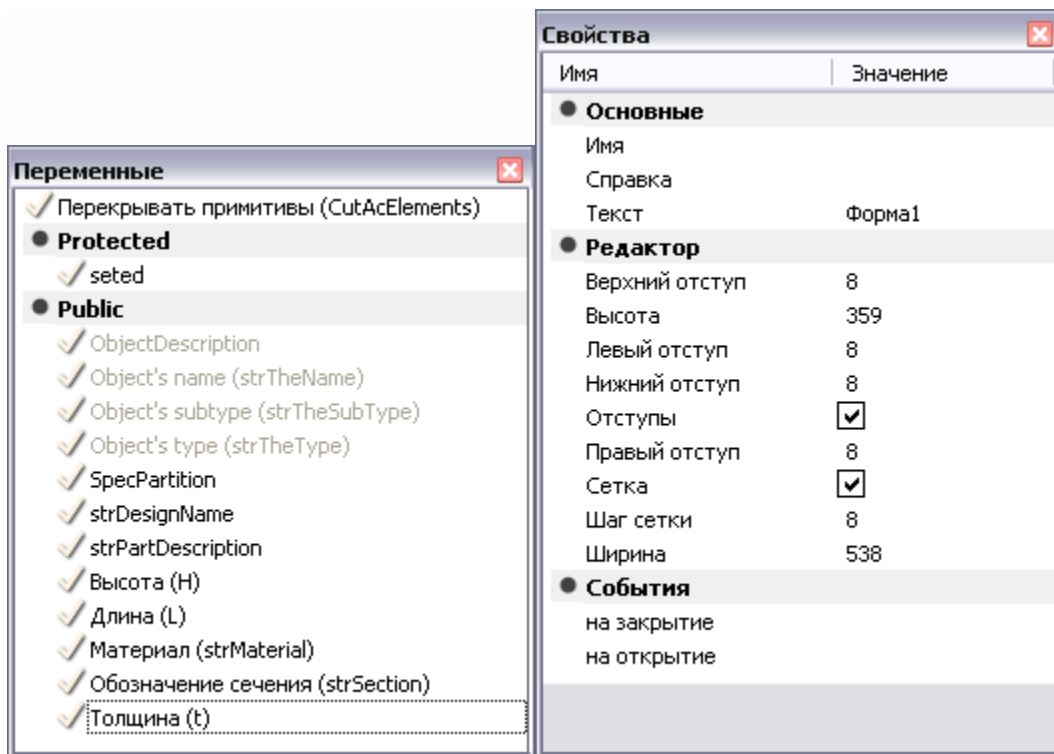 Переменные
Перекрывать примитивы (CutAcElements)
Protected
seted
Public
ObjectDescription
Object's name (strTheName)
Object's subtype (strTheSubType)
Object's type (strTheType)
SpecPartition
strDesignName
strPartDescription
Высота (H)
Длина (L)
Материал (strMaterial)
Обозначение сечения (strSection)
Толщина (t)
Свойства
Имя Значение
Основные
Имя
Справка
Текст Форма1
Редактор
Верхний отступ 8
Высота 359
Левый отступ 8
Нижний отступ 8
Отступы
Правый отступ 8
Сетка
Шаг сетки 8
Ширина 538
События
на закрытие
на открытие